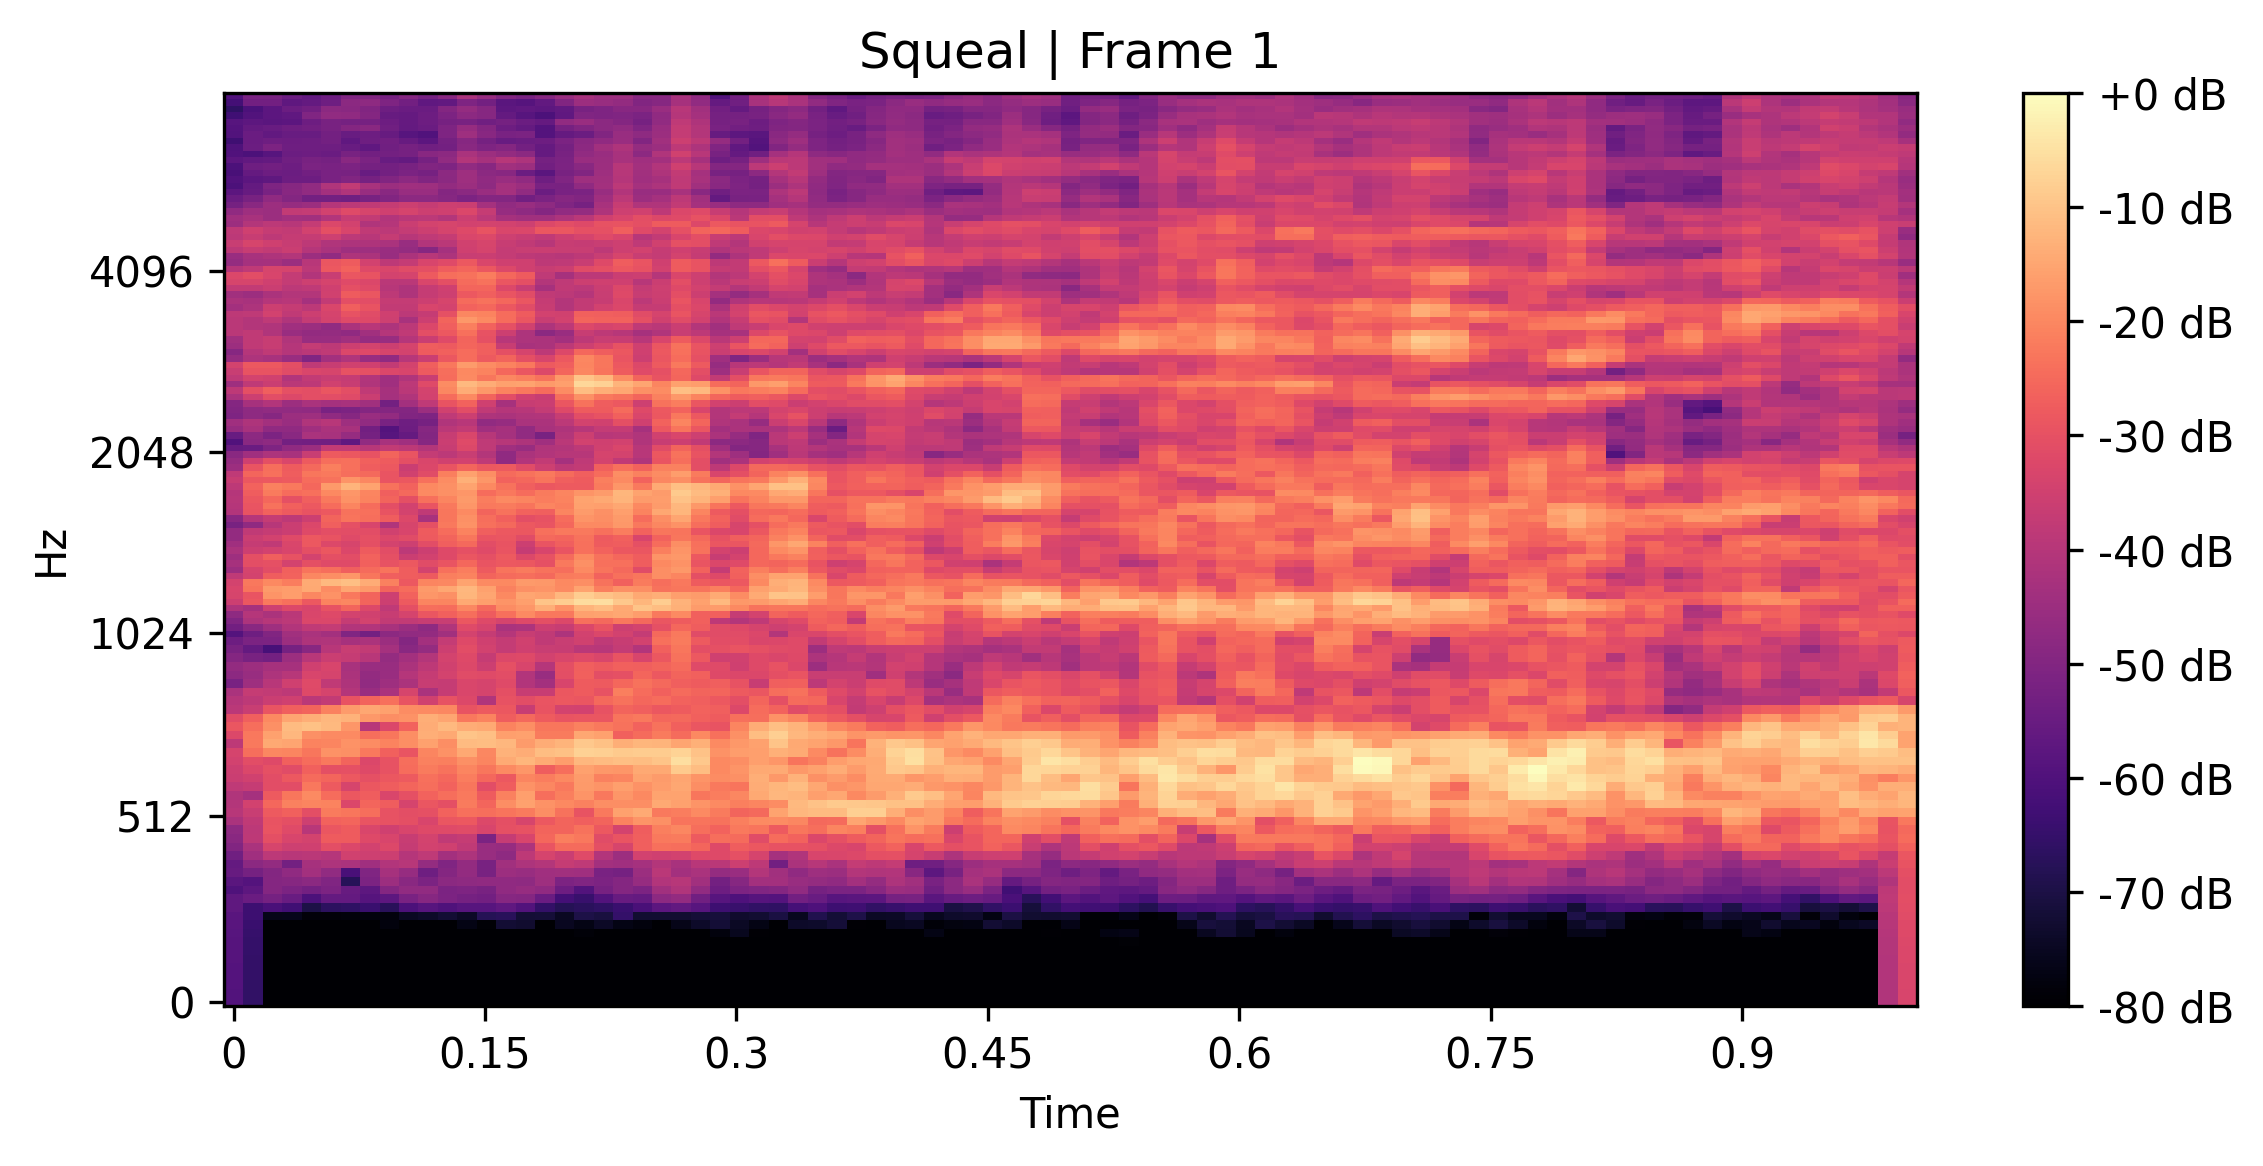 Squeal | Frame 1
+0 dB
-10 dB
-20 dB
-30 dB
-40 dB
-50 dB
-60 dB
-70 dB
-80 dB
Hz
4096
2048
1024
512
0
0 0.15 0.3 0.45 0.6 0.75 0.9
Time